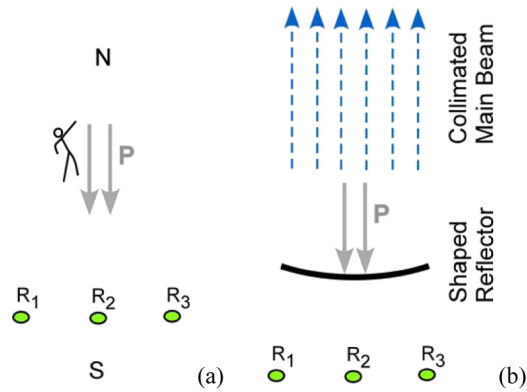 N
P
R1 R2 R3
S
(a)
Collimated
Main Beam
P
Shaped
Reflector
R1 R2 R3
(b)